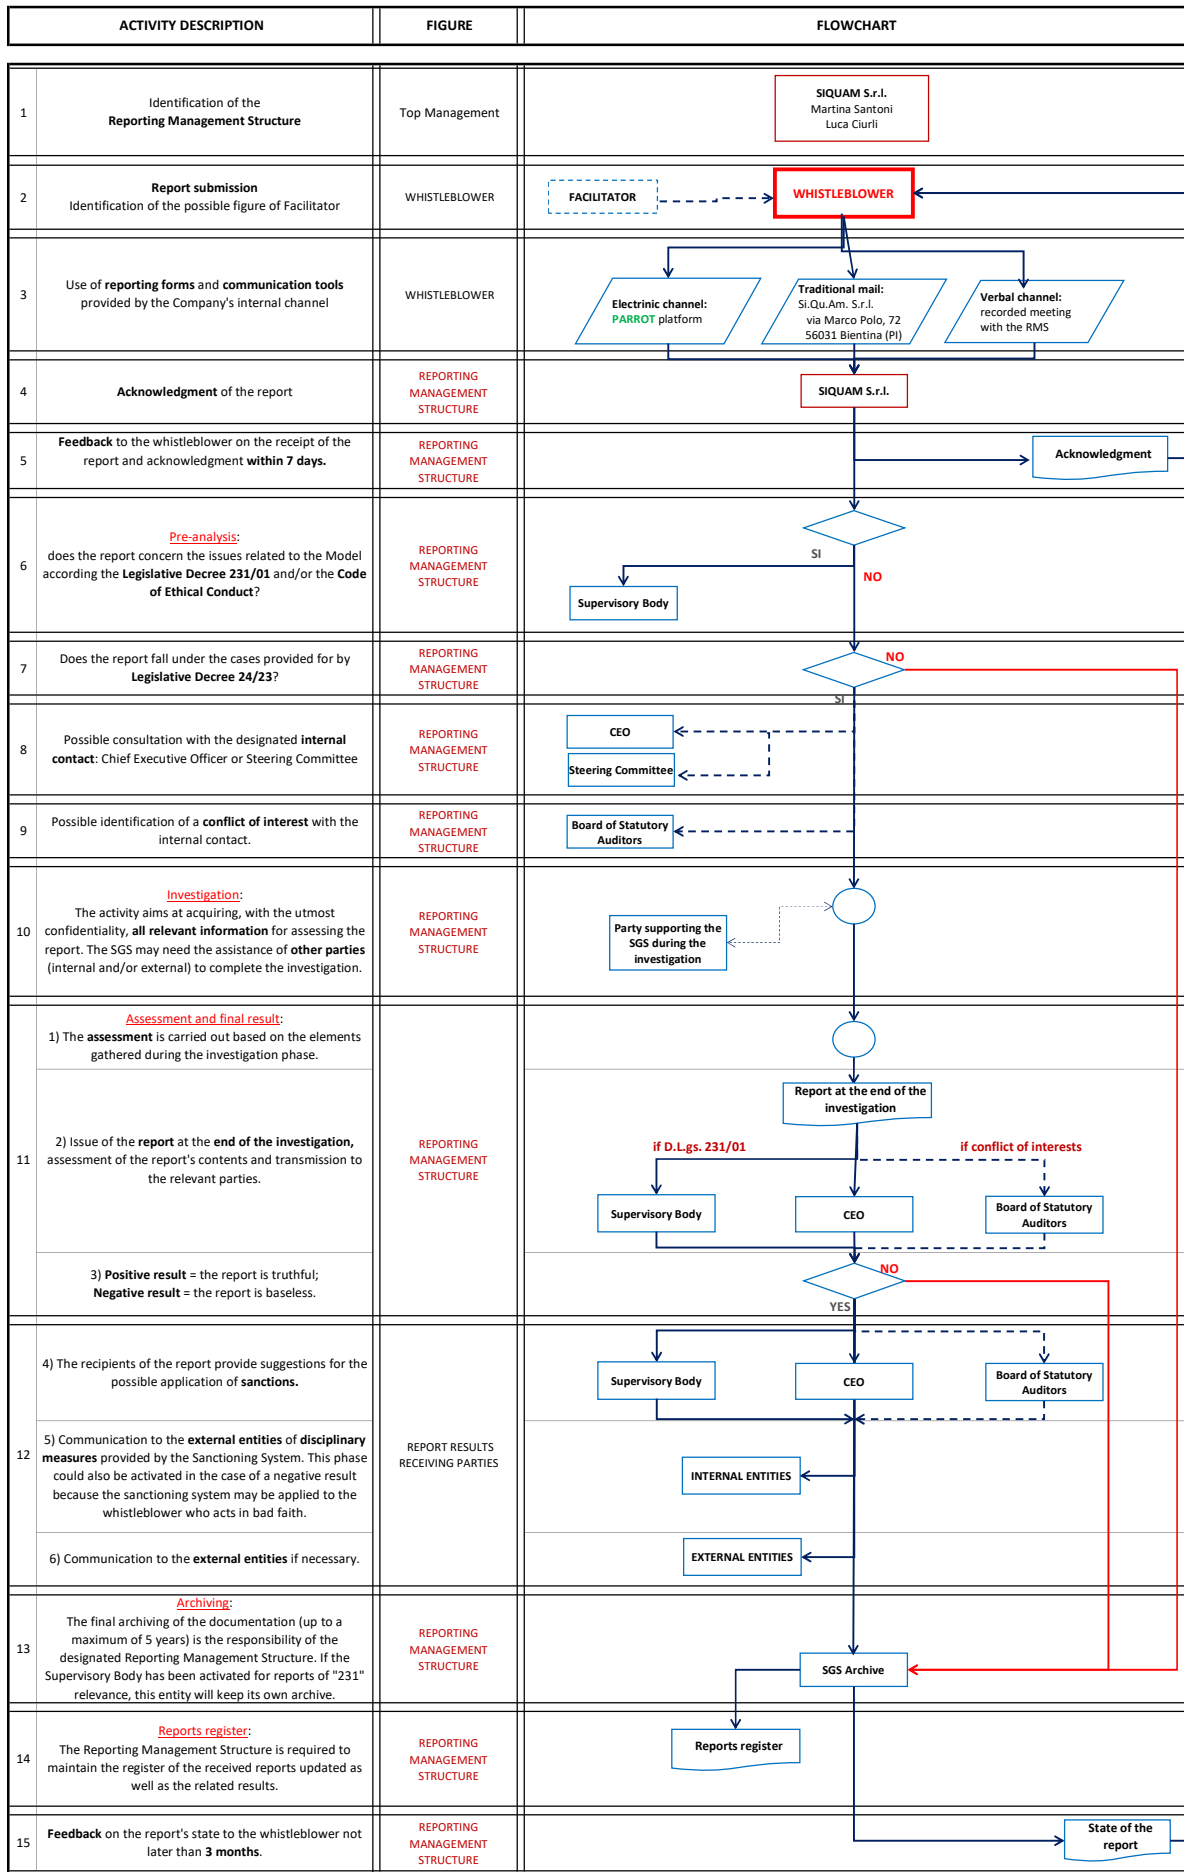 ACTIVITY DESCRIPTION
FIGURE
FLOWCHART
1
Identification of the
Reporting Management Structure
Top Management
SIQUAM S.r.l.
Martina Santoni
Luca Ciurli
2
Report submission
Identification of the possible figure of Facilitator
WHISTLEBLOWER
FACILITATOR
WHISTLEBLOWER
3
Use of reporting forms and communication tools
provided by the Company's internal channel
WHISTLEBLOWER
Electrinic channel:
PARROT platform
Traditional mail:
Si.Qu.Am. S.r.l.
via Marco Polo, 72
56031 Bientina (PI)
Verbal channel:
recorded meeting
with the RMS
4
Acknowledgment of the report
REPORTING
MANAGEMENT
STRUCTURE
SIQUAM S.r.l.
5
Feedback to the whistleblower on the receipt of the
report and acknowledgment within 7 days.
REPORTING
MANAGEMENT
STRUCTURE
Acknowledgment
6
Pre-analysis:
does the report concern the issues related to the Model
according the Legislative Decree 231/01 and/or the Code
of Ethical Conduct?
REPORTING
MANAGEMENT
STRUCTURE
SI
NO
Supervisory Body
7
Does the report fall under the cases provided for by
Legislative Decree 24/23?
REPORTING
MANAGEMENT
STRUCTURE
NO
SI
8
Possible consultation with the designated internal
contact: Chief Executive Officer or Steering Committee
REPORTING
MANAGEMENT
STRUCTURE
CEO
Steering Committee
9
Possible identification of a conflict of interest with the
internal contact.
REPORTING
MANAGEMENT
STRUCTURE
Board of Statutory
Auditors
10
Investigation:
The activity aims at acquiring, with the utmost
confidentiality, all relevant information for assessing the
report. The SGS may need the assistance of other parties
(internal and/or external) to complete the investigation.
REPORTING
MANAGEMENT
STRUCTURE
Party supporting the
SGS during the
investigation
11
Assessment and final result:
1) The assessment is carried out based on the elements
gathered during the investigation phase.
2) Issue of the report at the end of the investigation,
assessment of the report's contents and transmission to
the relevant parties.
3) Positive result = the report is truthful;
Negative result = the report is baseless.
REPORTING
MANAGEMENT
STRUCTURE
Report at the end of the
investigation
if D.L.gs. 231/01
if conflict of interests
Supervisory Body
CEO
Board of Statutory
Auditors
NO
YES
12
4) The recipients of the report provide suggestions for the
possible application of sanctions.
5) Communication to the external entities of disciplinary
measures provided by the Sanctioning System. This phase
could also be activated in the case of a negative result
because the sanctioning system may be applied to the
whistleblower who acts in bad faith.
6) Communication to the external entities if necessary.
REPORT RESULTS
RECEIVING PARTIES
Supervisory Body
CEO
Board of Statutory
Auditors
INTERNAL ENTITIES
EXTERNAL ENTITIES
13
Archiving:
The final archiving of the documentation (up to a
maximum of 5 years) is the responsibility of the
designated Reporting Management Structure. If the
Supervisory Body has been activated for reports of "231"
relevance, this entity will keep its own archive.
REPORTING
MANAGEMENT
STRUCTURE
SGS Archive
14
Reports register:
The Reporting Management Structure is required to
maintain the register of the received reports updated as
well as the related results.
REPORTING
MANAGEMENT
STRUCTURE
Reports register
15
Feedback on the report's state to the whistleblower not
later than 3 months.
REPORTING
MANAGEMENT
STRUCTURE
State of the
report